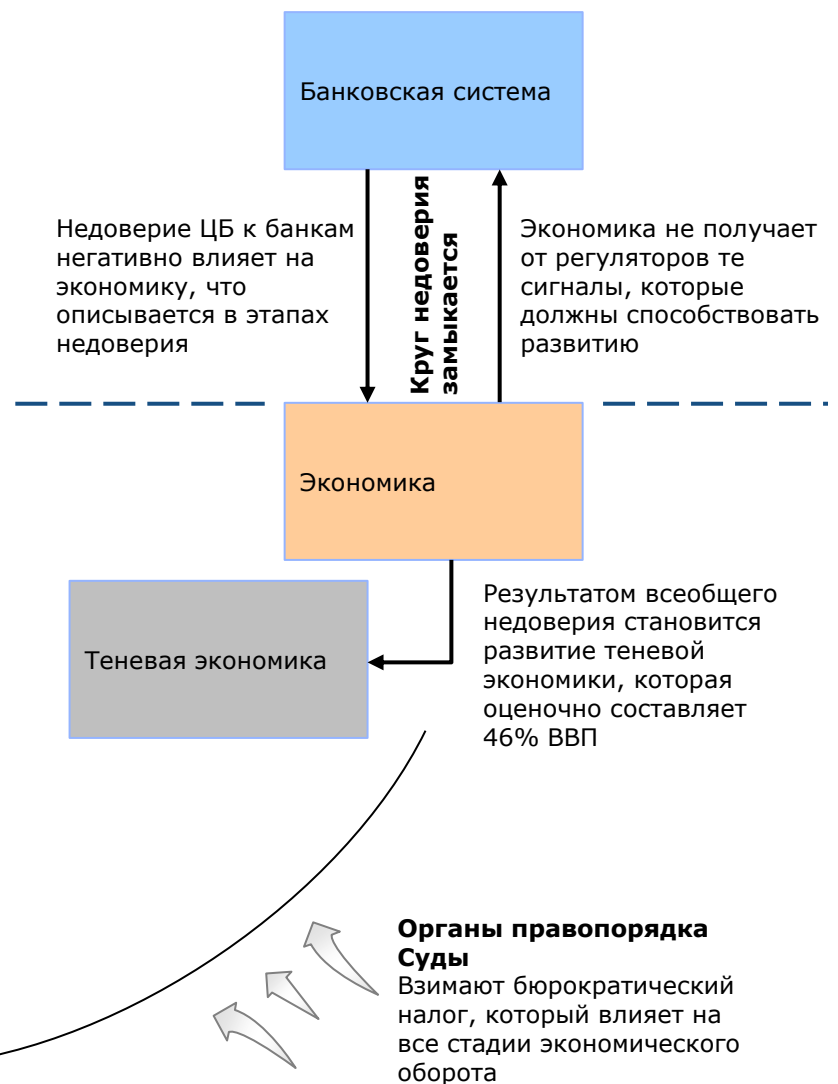 Банковская система
Недоверие ЦБ к банкам
негативно влияет на
экономику, что
описывается в этапах
недоверия
Круг недоверия
замыкается
Экономика не получает
от регуляторов те
сигналы, которые
должны способствовать
развитию
Экономика
Теневая экономика
Результатом всеобщего
недоверия становится
развитие теневой
экономики, которая
оценочно составляет
46% ВВП
Органы правопорядка
Суды
Взимают бюрократический
налог, который влияет на
все стадии экономического
оборота